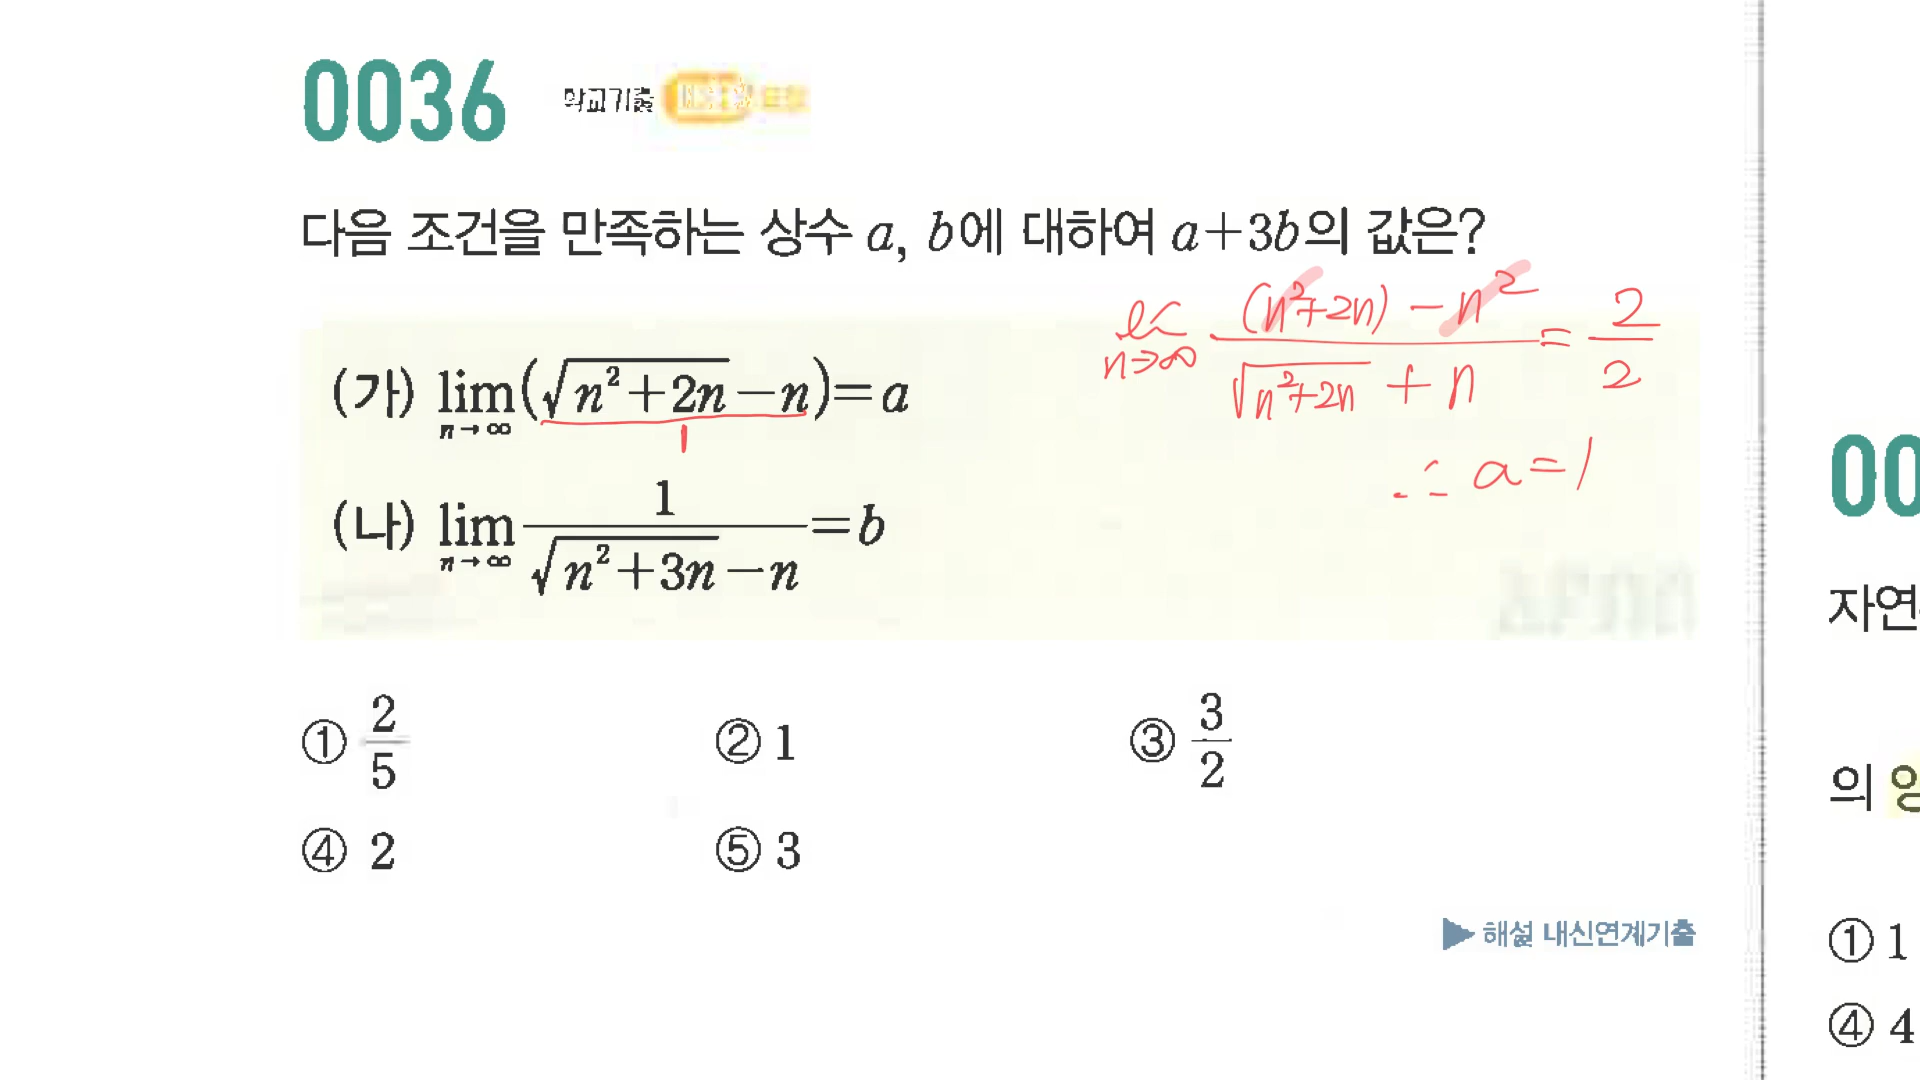 0036 학교기출
다음 조건을 만족하는 상수 a, b에 대하여 a+3b의 값은?
(가) lim_{n→∞}(√(n²+2n)−n)=a
1
(나) lim_{n→∞} 1/(√(n²+3n)−n)=b
lim_{n→∞} ((n²+2n)−n²)/(√(n²+2n)+n) = 2/2
∴ a=1
① 2/5 ② 1 ③ 3/2
④ 2 ⑤ 3
▶ 해설 내신연계기출
00
자연
의
① 1
④ 4